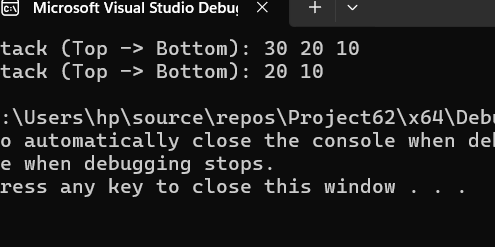 Microsoft Visual Studio Debu
tack (Top -> Bottom): 30 20 10
tack (Top -> Bottom): 20 10
:\Users\hp\source\repos\Project62\x64\Debu
o automatically close the console when deb
e when debugging stops.
ress any key to close this window . . .